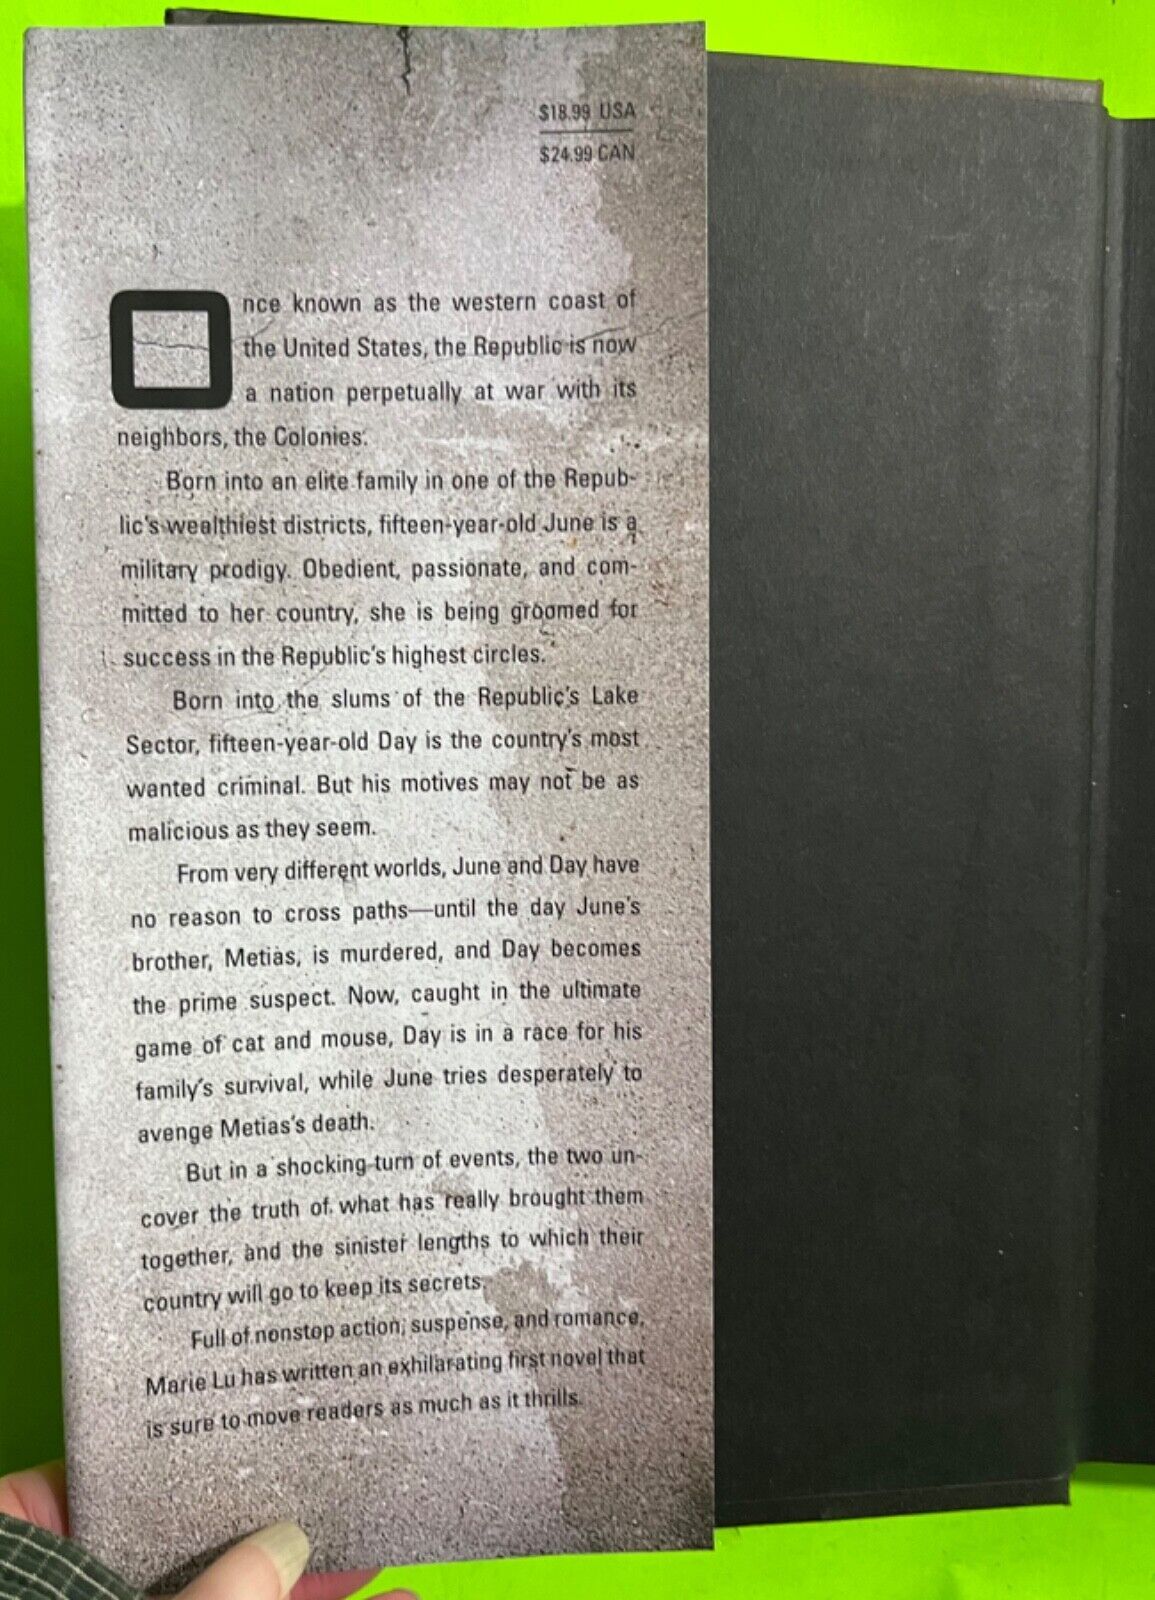 $18.99 USA
$24.99 CAN
Once known as the western coast of
the United States, the Republic is now
a nation perpetually at war with its
neighbors, the Colonies.
Born into an elite family in one of the Repub-
lic's wealthiest districts, fifteen-year-old June is a
military prodigy. Obedient, passionate, and com-
mitted to her country, she is being groomed for
success in the Republic's highest circles.
Born into the slums of the Republic's Lake
Sector, fifteen-year-old Day is the country's most
wanted criminal. But his motives may not be as
malicious as they seem.
From very different worlds, June and Day have
no reason to cross paths—until the day June's
brother, Metias, is murdered, and Day becomes
the prime suspect. Now, caught in the ultimate
game of cat and mouse, Day is in a race for his
family's survival, while June tries desperately to
avenge Metias's death.
But in a shocking turn of events, the two un-
cover the truth of what has really brought them
together, and the sinister lengths to which their
country will go to keep its secrets.
Full of nonstop action, suspense, and romance,
Marie Lu has written an exhilarating first novel that
is sure to move readers as much as it thrills.